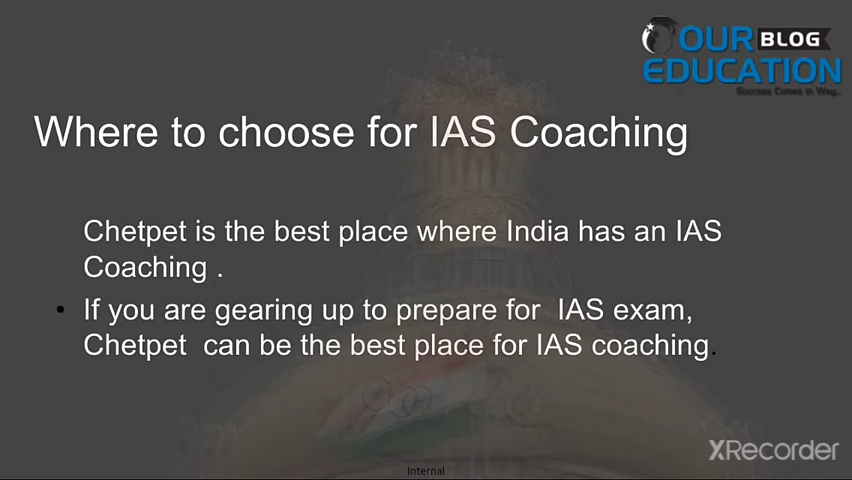 OUR BLOG
EDUCATION
Success Comes in Way..
Where to choose for IAS Coaching
Chetpet is the best place where India has an IAS
Coaching .
• If you are gearing up to prepare for  IAS exam,
Chetpet  can be the best place for IAS coaching.
XRecorder
Internal